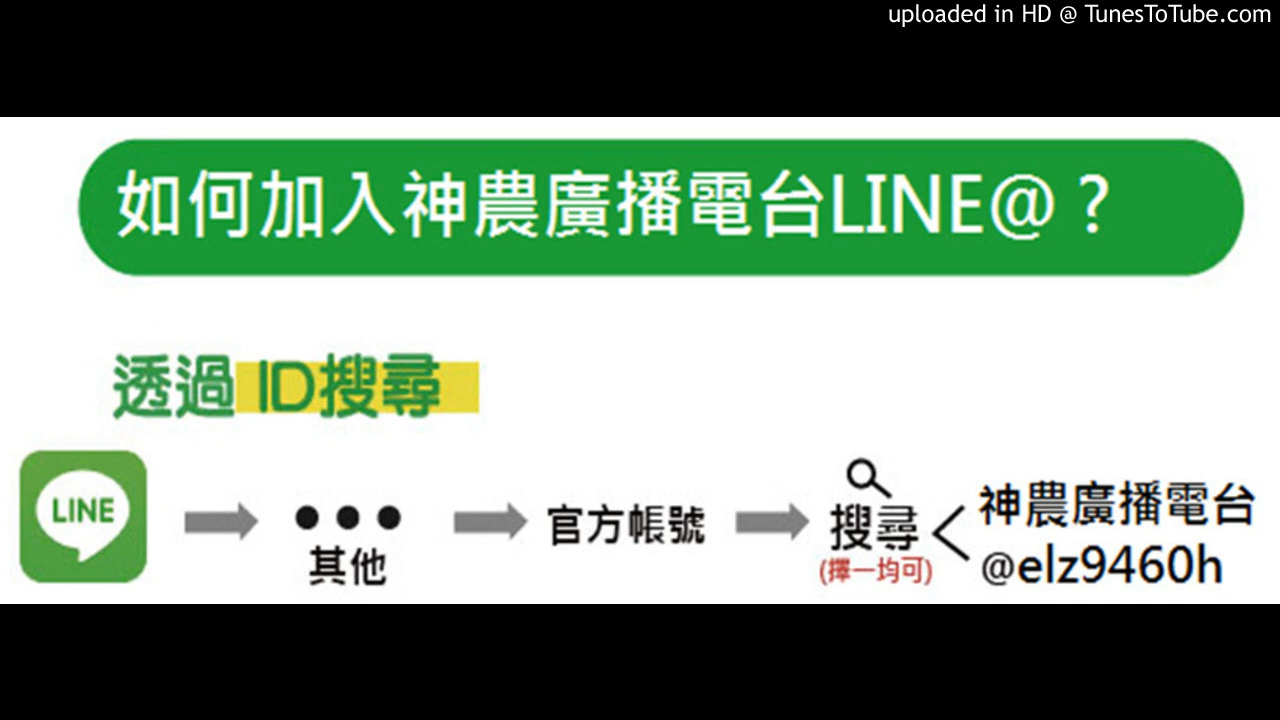 uploaded in HD @ TunesToTube.com
如何加入神農廣播電台LINE@？
透過 ID搜尋
LINE
其他
官方帳號
搜尋
(擇一均可)
神農廣播電台
@elz9460h